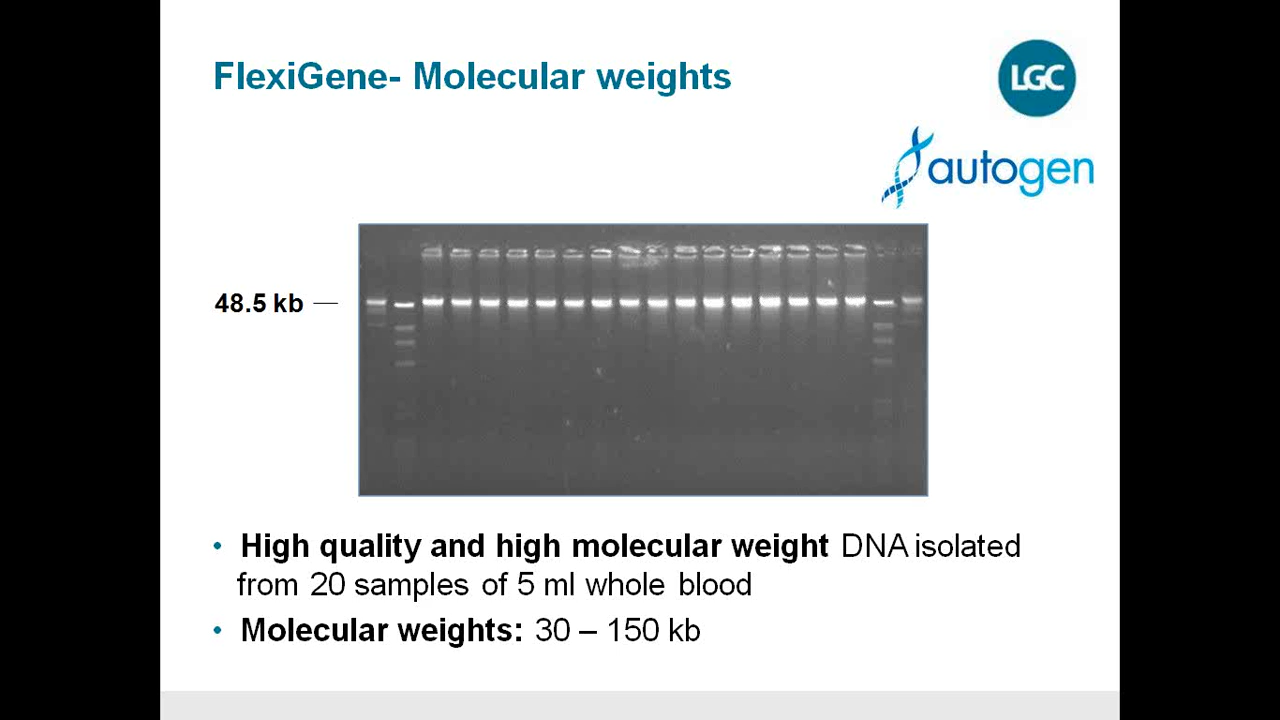 FlexiGene- Molecular weights
LGC
autogen
48.5 kb
• High quality and high molecular weight DNA isolated
from 20 samples of 5 ml whole blood
• Molecular weights: 30 – 150 kb